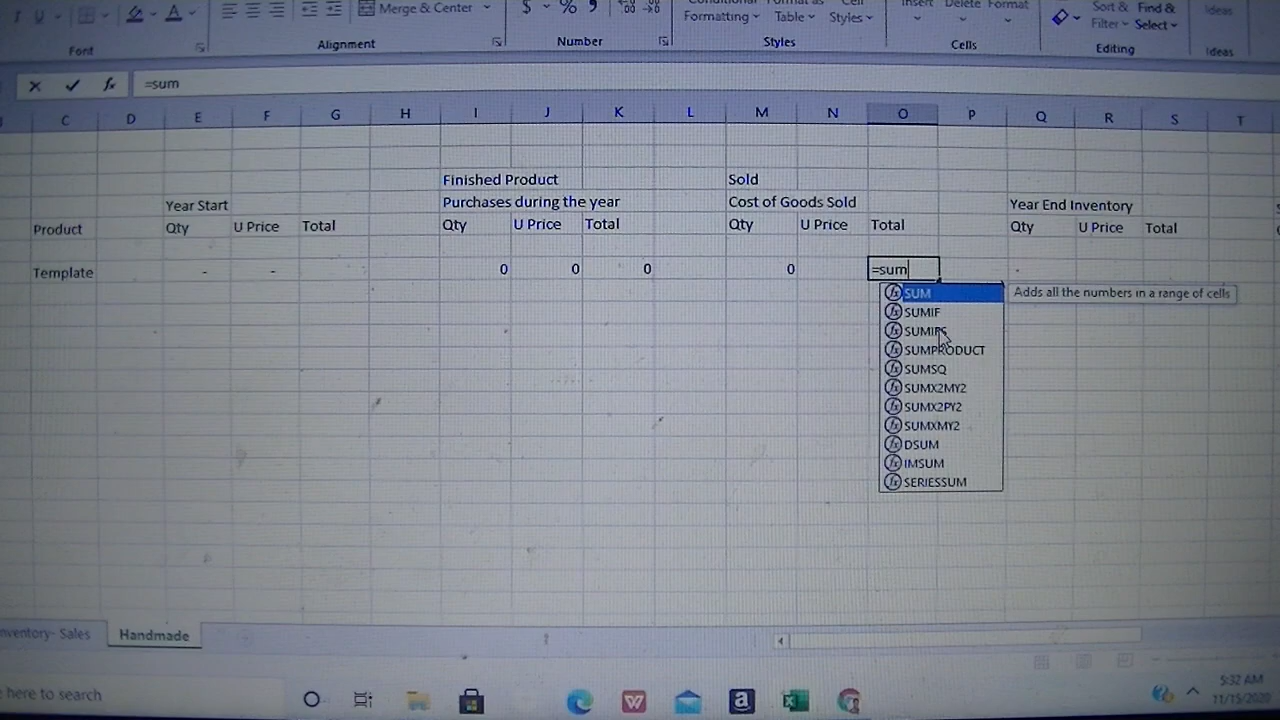 Merge & Center
$ % 9
Formatting Table Styles
Insert Delete Format
Sort & Find &
Filter Select
Ideas
Font Alignment Number Styles Cells Editing Ideas
fx =sum
C D E F G H I J K L M N O P Q R S T
Finished Product Sold
Year Start Purchases during the year Cost of Goods Sold Year End Inventory
Product Qty U Price Total Qty U Price Total Qty U Price Total Qty U Price Total
Template - - 0 0 0 0 =sum -
SUM Adds all the numbers in a range of cells
SUMIF
SUMIFS
SUMPRODUCT
SUMSQ
SUMX2MY2
SUMX2PY2
SUMXMY2
DSUM
IMSUM
SERIESSUM
nventory- Sales Handmade
here to search
5:32 AM